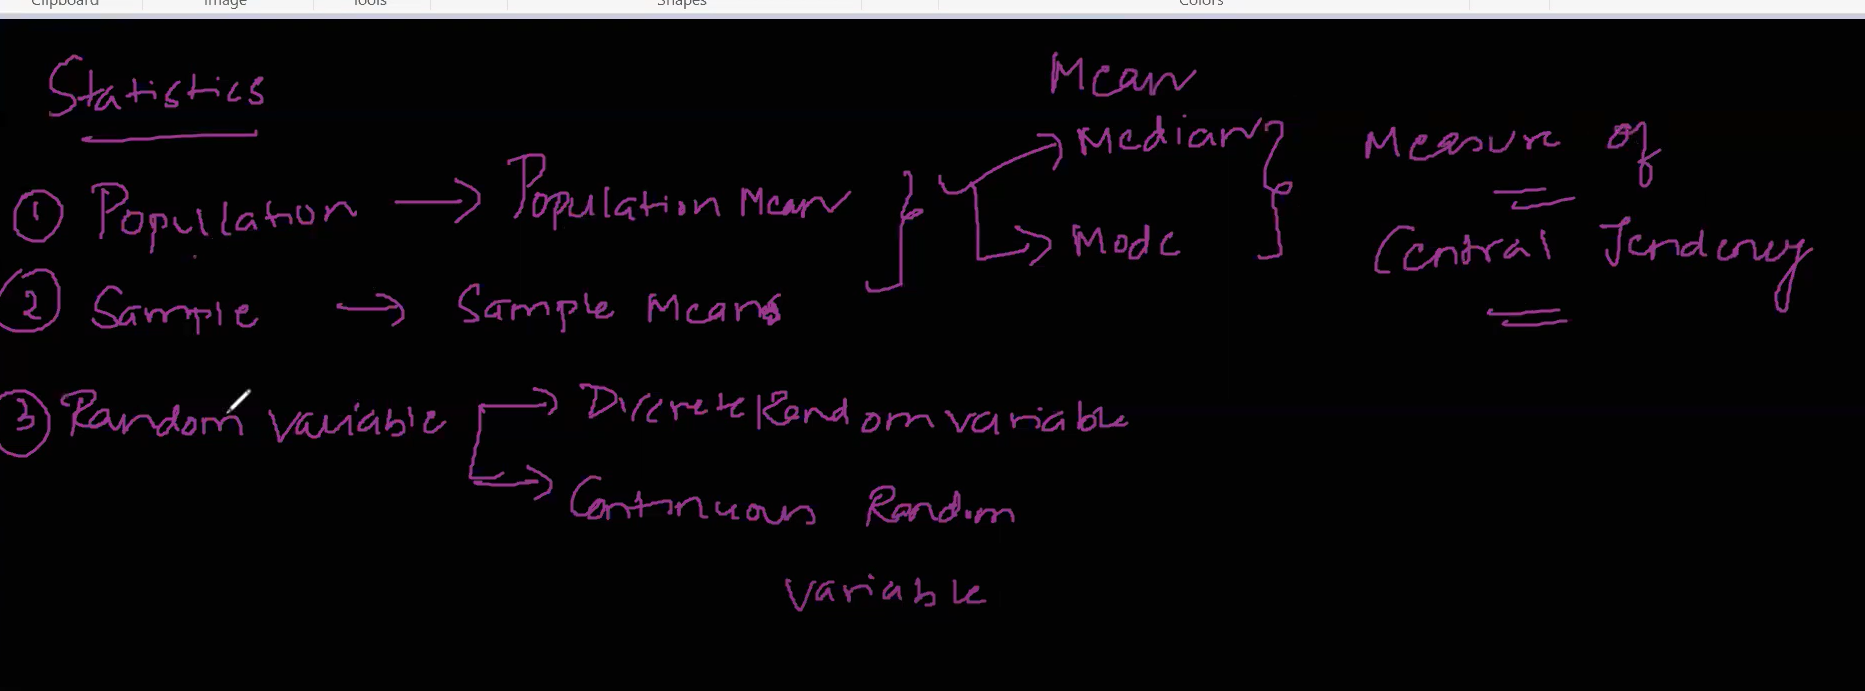 Clipboard Image Tools Shapes Colors
Statistics
① Population → Population Mean
② Sample → Sample Means
Mean
Median
Mode
Measure of
Central Tendency
③ Random variable
Discrete Random variable
Continuous Random
variable